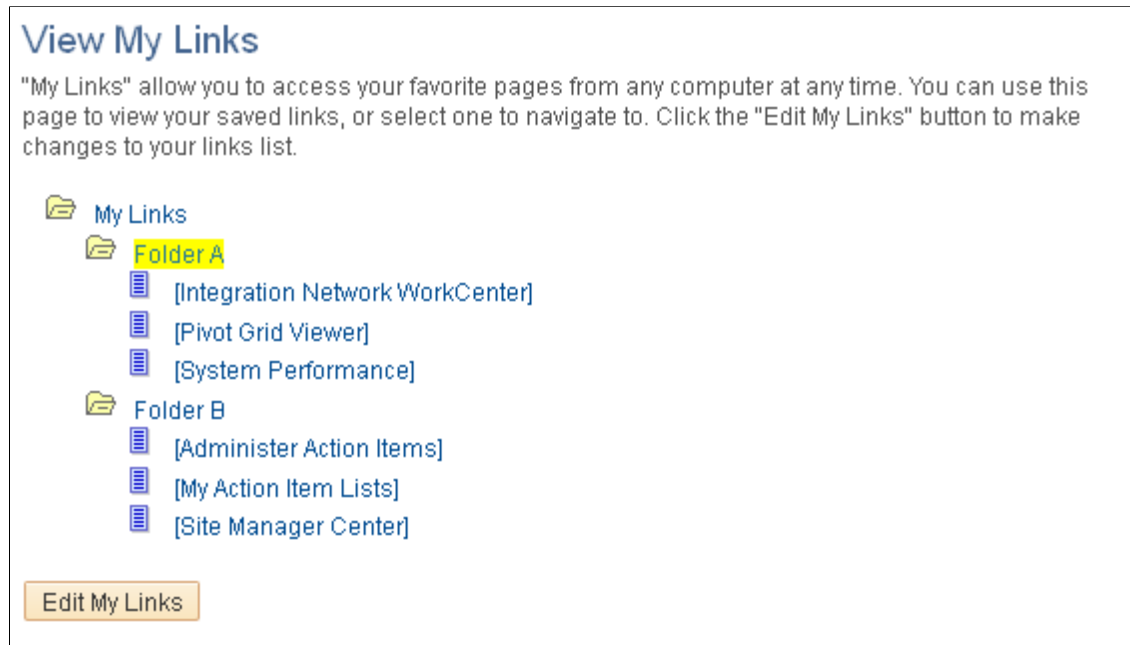 View My Links
"My Links" allow you to access your favorite pages from any computer at any time. You can use this
page to view your saved links, or select one to navigate to. Click the "Edit My Links" button to make
changes to your links list.
My Links
Folder A
[Integration Network WorkCenter]
[Pivot Grid Viewer]
[System Performance]
Folder B
[Administer Action Items]
[My Action Item Lists]
[Site Manager Center]
Edit My Links